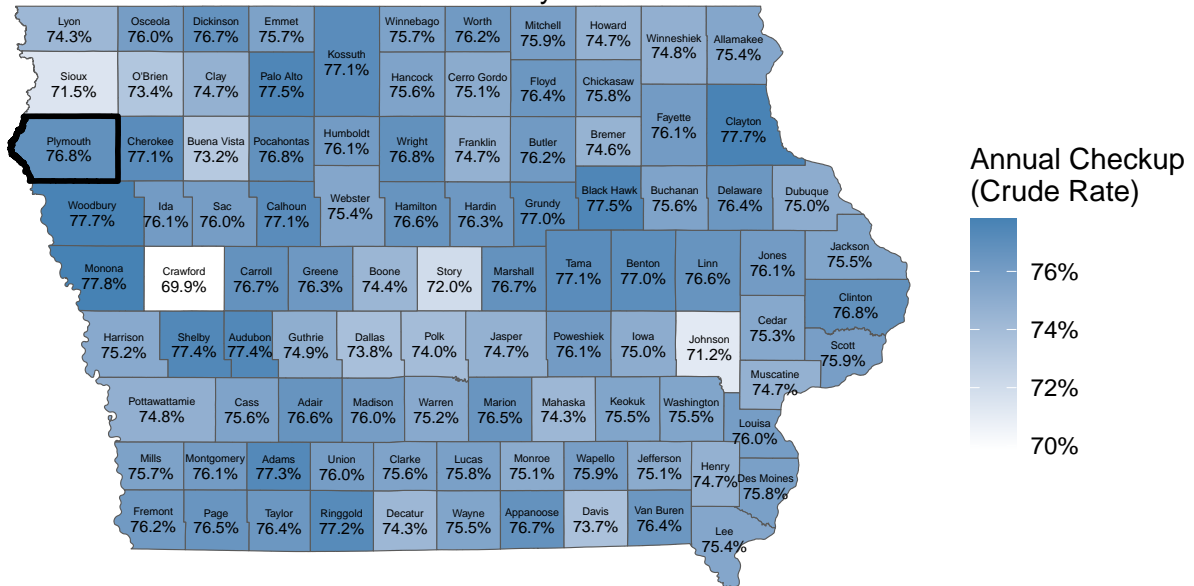 Lyon
74.3%
Osceola
76.0%
Dickinson
76.7%
Emmet
75.7%
Kossuth
77.1%
Winnebago
75.7%
Worth
76.2%
Mitchell
75.9%
Howard
74.7%
Winneshiek
74.8%
Allamakee
75.4%
Sioux
71.5%
O'Brien
73.4%
Clay
74.7%
Palo Alto
77.5%
Hancock
75.6%
Cerro Gordo
75.1%
Floyd
76.4%
Chickasaw
75.8%
Fayette
76.1%
Clayton
77.7%
Plymouth
76.8%
Cherokee
77.1%
Buena Vista
73.2%
Pocahontas
76.8%
Humboldt
76.1%
Wright
76.8%
Franklin
74.7%
Butler
76.2%
Bremer
74.6%
Woodbury
77.7%
Ida
76.1%
Sac
76.0%
Calhoun
77.1%
Webster
75.4%
Hamilton
76.6%
Hardin
76.3%
Grundy
77.0%
Black Hawk
77.5%
Buchanan
75.6%
Delaware
76.4%
Dubuque
75.0%
Monona
77.8%
Crawford
69.9%
Carroll
76.7%
Greene
76.3%
Boone
74.4%
Story
72.0%
Marshall
76.7%
Tama
77.1%
Benton
77.0%
Linn
76.6%
Jones
76.1%
Jackson
75.5%
Clinton
76.8%
Harrison
75.2%
Shelby
77.4%
Audubon
77.4%
Guthrie
74.9%
Dallas
73.8%
Polk
74.0%
Jasper
74.7%
Poweshiek
76.1%
Iowa
75.0%
Johnson
71.2%
Cedar
75.3%
Scott
75.9%
Muscatine
74.7%
Pottawattamie
74.8%
Cass
75.6%
Adair
76.6%
Madison
76.0%
Warren
75.2%
Marion
76.5%
Mahaska
74.3%
Keokuk
75.5%
Washington
75.5%
Louisa
76.0%
Mills
75.7%
Montgomery
76.1%
Adams
77.3%
Union
76.0%
Clarke
75.6%
Lucas
75.8%
Monroe
75.1%
Wapello
75.9%
Jefferson
75.1%
Henry
74.7%
Des Moines
75.8%
Fremont
76.2%
Page
76.5%
Taylor
76.4%
Ringgold
77.2%
Decatur
74.3%
Wayne
75.5%
Appanoose
76.7%
Davis
73.7%
Van Buren
76.4%
Lee
75.4%
Annual Checkup
(Crude Rate)
76%
74%
72%
70%